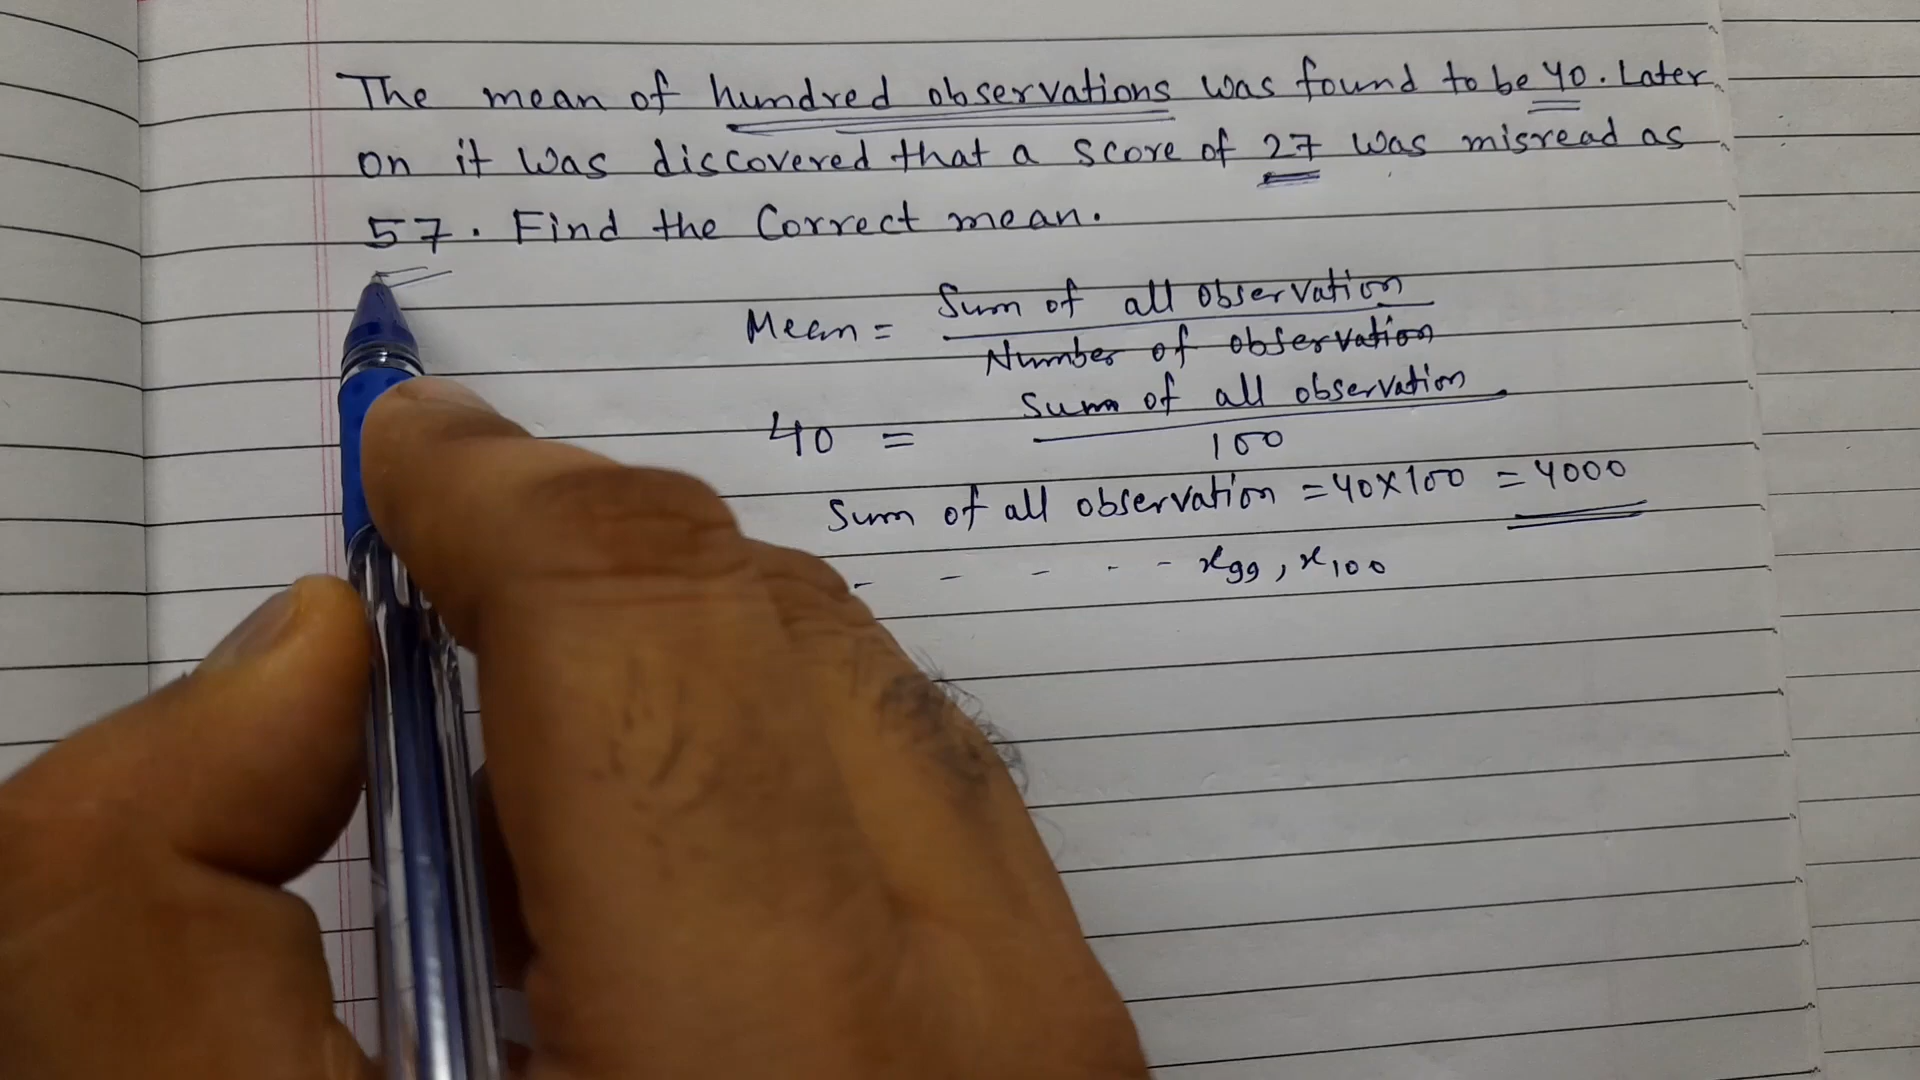 The mean of hundred observations was found to be 40. Later
on it was discovered that a score of 27 was misread as
57. Find the Correct mean.
Mean = Sum of all observation
Number of observation
40 = Sum of all observation
100
Sum of all observation = 40×100 = 4000
- - - - - x99, x100